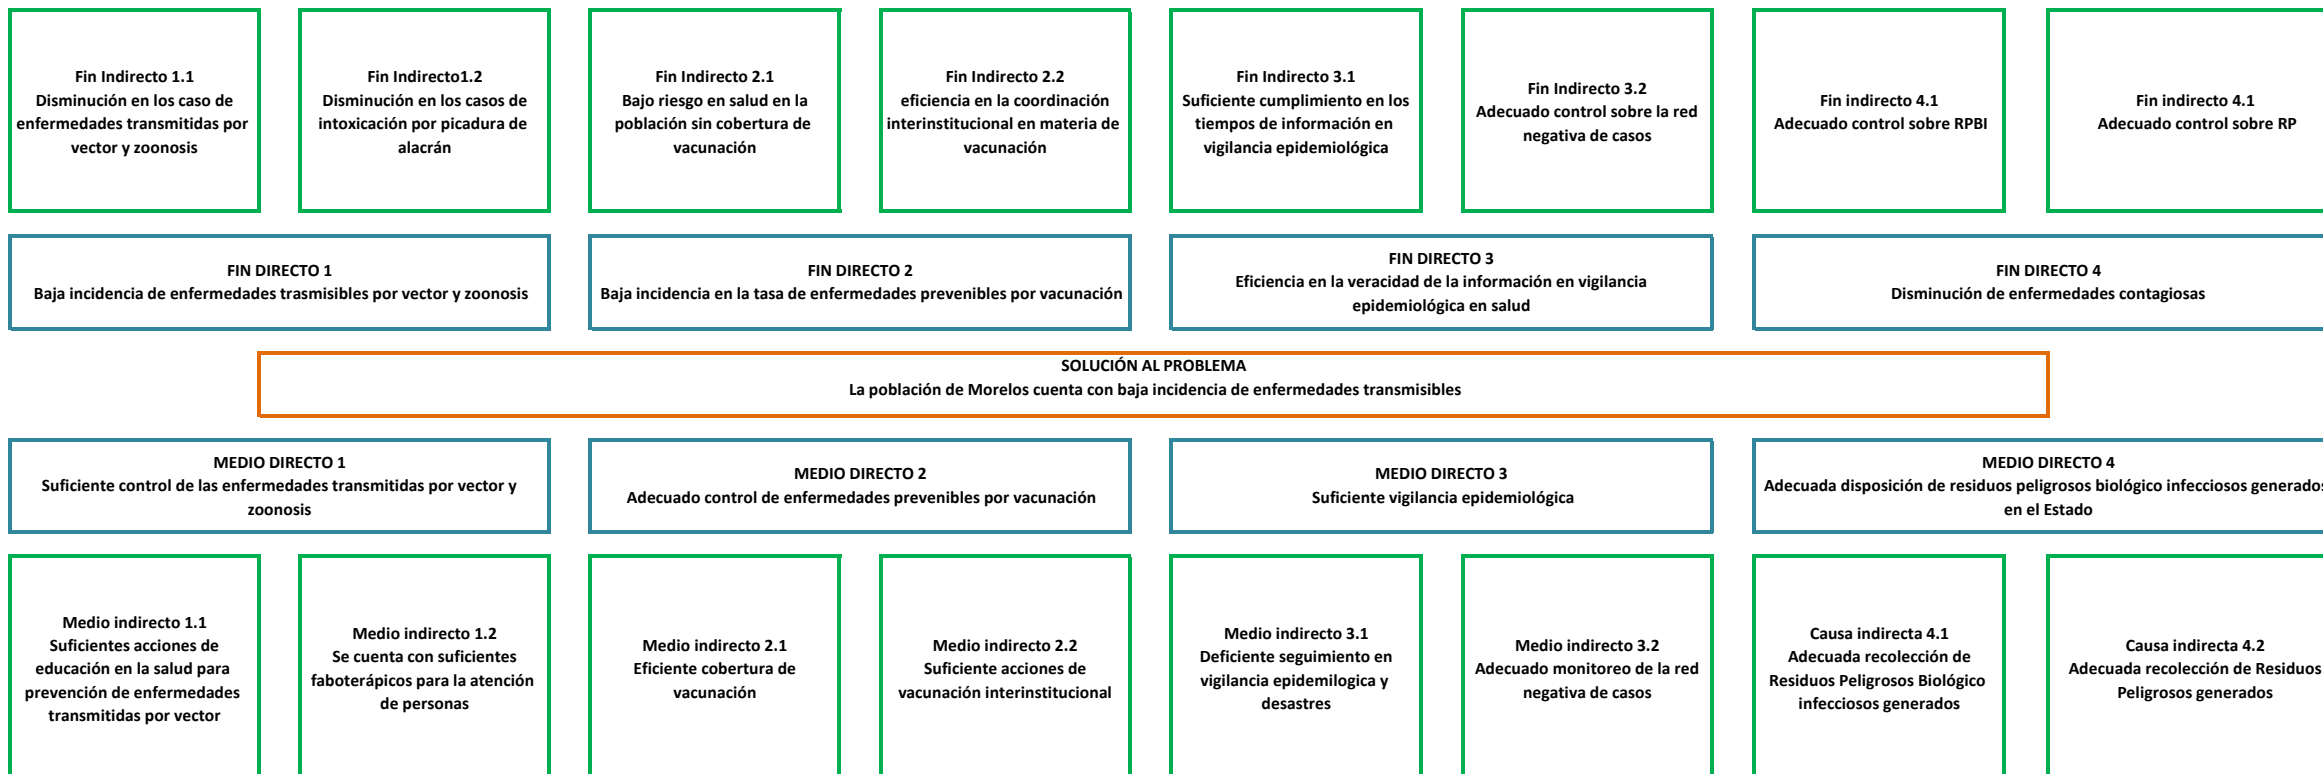 Fin Indirecto 1.1
Disminución en los caso de
enfermedades transmitidas por
vector y zoonosis
Fin Indirecto1.2
Disminución en los casos de
intoxicación por picadura de
alacrán
Fin Indirecto 2.1
Bajo riesgo en salud en la
población sin cobertura de
vacunación
Fin Indirecto 2.2
eficiencia en la coordinación
interinstitucional en materia de
vacunación
Fin Indirecto 3.1
Suficiente cumplimiento en los
tiempos de información en
vigilancia epidemiológica
Fin Indirecto 3.2
Adecuado control sobre la red
negativa de casos
Fin indirecto 4.1
Adecuado control sobre RPBI
Fin indirecto 4.1
Adecuado control sobre RP
FIN DIRECTO 1
Baja incidencia de enfermedades trasmisibles por vector y zoonosis
FIN DIRECTO 2
Baja incidencia en la tasa de enfermedades prevenibles por vacunación
FIN DIRECTO 3
Eficiencia en la veracidad de la información en vigilancia
epidemiológica en salud
FIN DIRECTO 4
Disminución de enfermedades contagiosas
SOLUCIÓN AL PROBLEMA
La población de Morelos cuenta con baja incidencia de enfermedades transmisibles
MEDIO DIRECTO 1
Suficiente control de las enfermedades transmitidas por vector y
zoonosis
MEDIO DIRECTO 2
Adecuado control de enfermedades prevenibles por vacunación
MEDIO DIRECTO 3
Suficiente vigilancia epidemiológica
MEDIO DIRECTO 4
Adecuada disposición de residuos peligrosos biológico infecciosos generados
en el Estado
Medio indirecto 1.1
Suficientes acciones de
educación en la salud para
prevención de enfermedades
transmitidas por vector
Medio indirecto 1.2
Se cuenta con suficientes
faboterápicos para la atención
de personas
Medio indirecto 2.1
Eficiente cobertura de
vacunación
Medio indirecto 2.2
Suficiente acciones de
vacunación interinstitucional
Medio indirecto 3.1
Deficiente seguimiento en
vigilancia epidemilogica y
desastres
Medio indirecto 3.2
Adecuado monitoreo de la red
negativa de casos
Causa indirecta 4.1
Adecuada recolección de
Residuos Peligrosos Biológico
infecciosos generados
Causa indirecta 4.2
Adecuada recolección de Residuos
Peligrosos generados